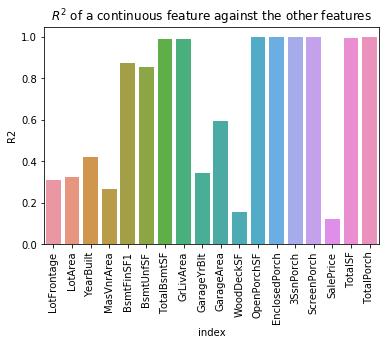 R² of a continuous feature against the other features
R2
1.0
0.8
0.6
0.4
0.2
0.0
LotFrontage
LotArea
YearBuilt
MasVnrArea
BsmtFinSF1
BsmtUnfSF
TotalBsmtSF
GrLivArea
GarageYrBlt
GarageArea
WoodDeckSF
OpenPorchSF
EnclosedPorch
3SsnPorch
ScreenPorch
SalePrice
TotalSF
TotalPorch
index